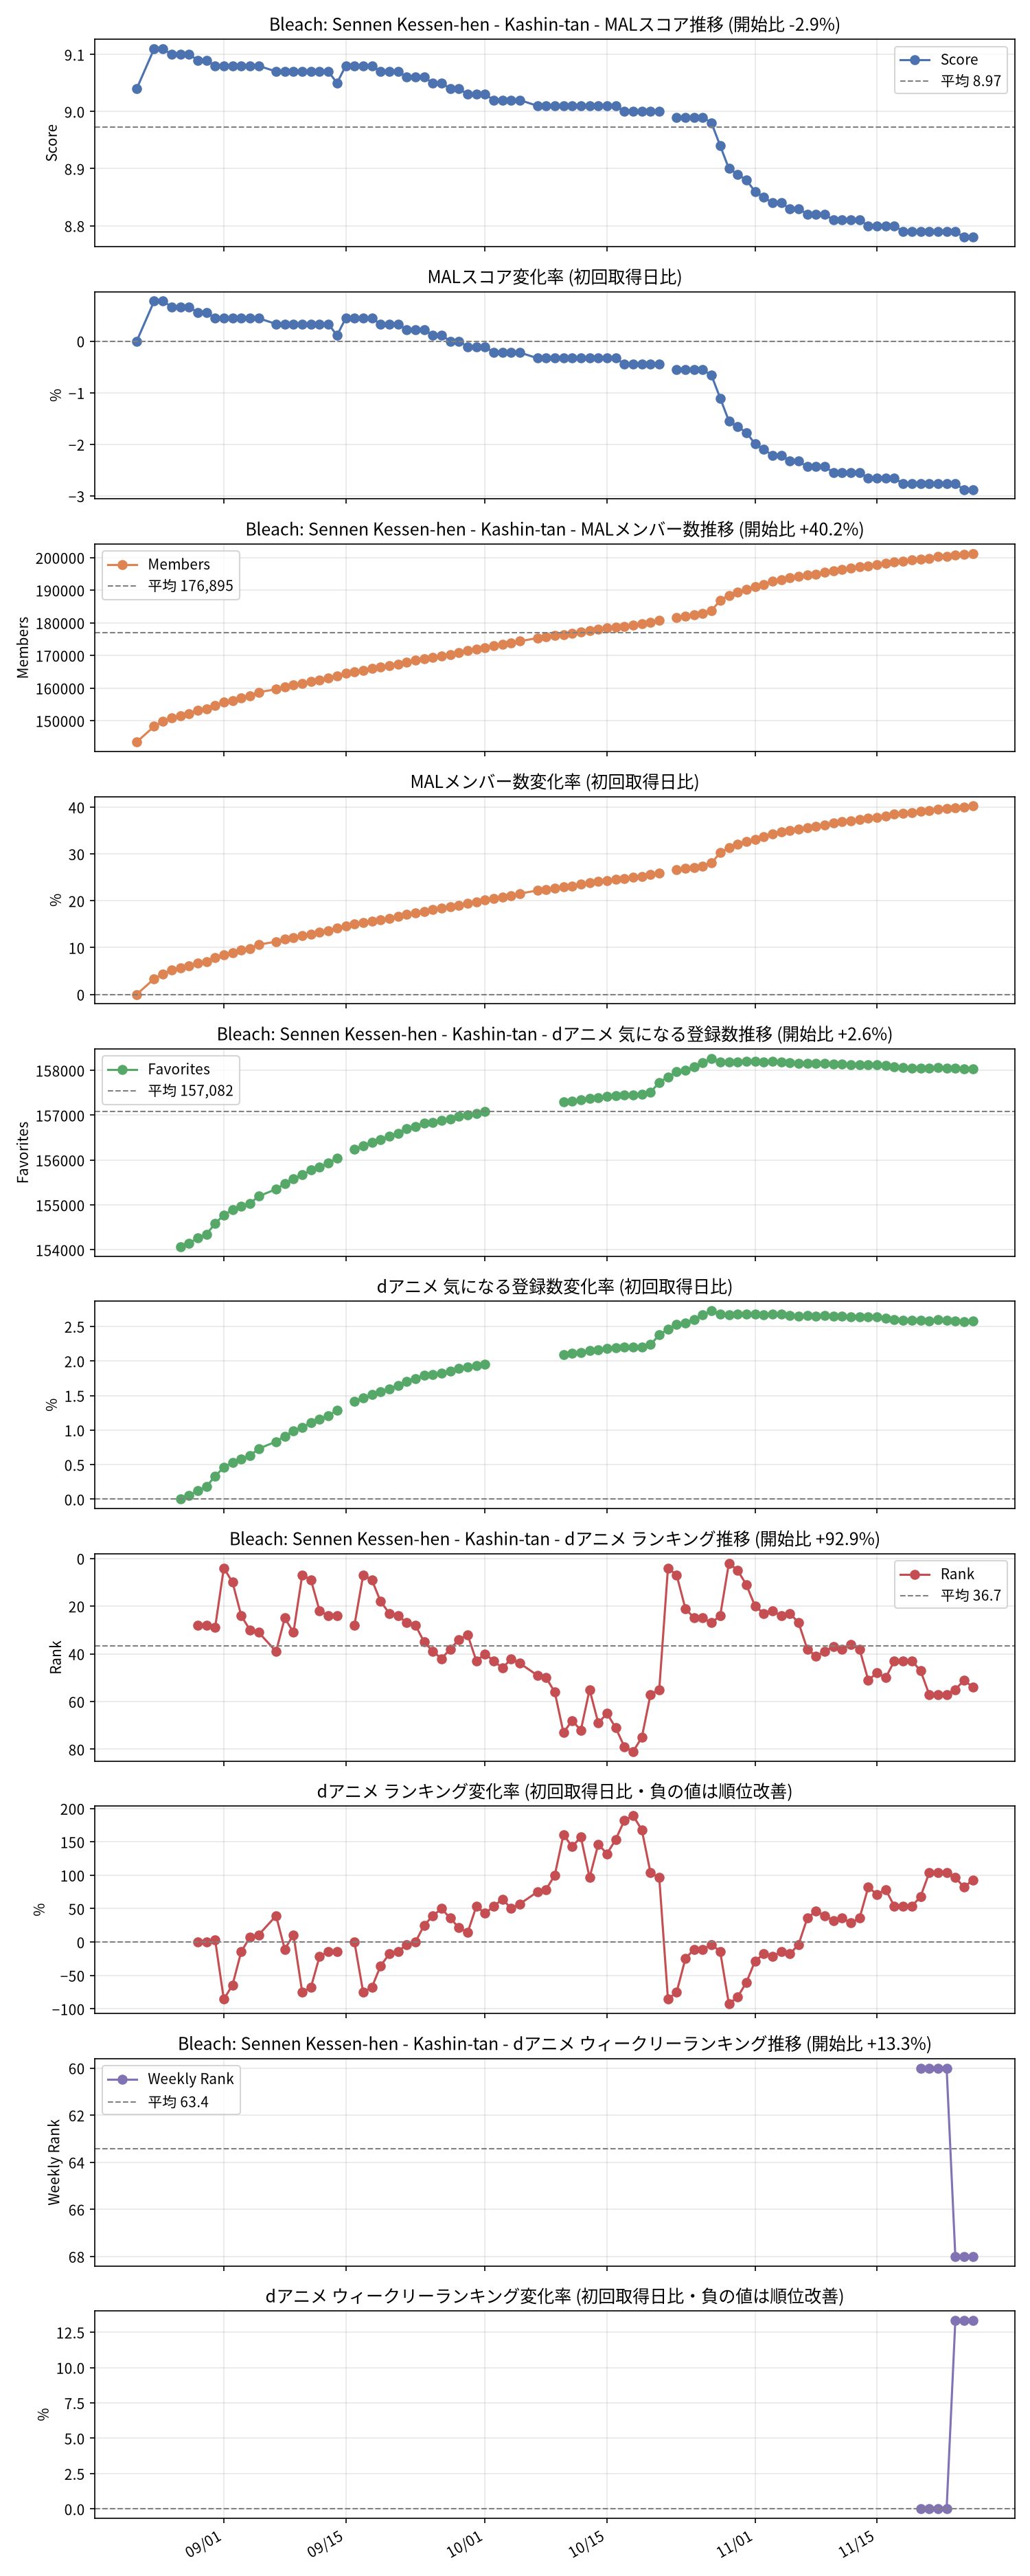 Bleach: Sennen Kessen-hen - Kashin-tan - MALスコア推移 (開始比 -2.9%)
Score
9.1
9.0
8.9
8.8
Score
平均 8.97
MALスコア変化率 (初回取得日比)
%
0
−1
−2
−3
Bleach: Sennen Kessen-hen - Kashin-tan - MALメンバー数推移 (開始比 +40.2%)
Members
200000
190000
180000
170000
160000
150000
Members
平均 176,895
MALメンバー数変化率 (初回取得日比)
%
40
30
20
10
0
Bleach: Sennen Kessen-hen - Kashin-tan - dアニメ 気になる登録数推移 (開始比 +2.6%)
Favorites
158000
157000
156000
155000
154000
Favorites
平均 157,082
dアニメ 気になる登録数変化率 (初回取得日比)
%
2.5
2.0
1.5
1.0
0.5
0.0
Bleach: Sennen Kessen-hen - Kashin-tan - dアニメ ランキング推移 (開始比 +92.9%)
Rank
0
20
40
60
80
Rank
平均 36.7
dアニメ ランキング変化率 (初回取得日比・負の値は順位改善)
%
200
150
100
50
0
−50
−100
Bleach: Sennen Kessen-hen - Kashin-tan - dアニメ ウィークリーランキング推移 (開始比 +13.3%)
Weekly Rank
60
62
64
66
68
Weekly Rank
平均 63.4
dアニメ ウィークリーランキング変化率 (初回取得日比・負の値は順位改善)
%
12.5
10.0
7.5
5.0
2.5
0.0
09/01
09/15
10/01
10/15
11/01
11/15